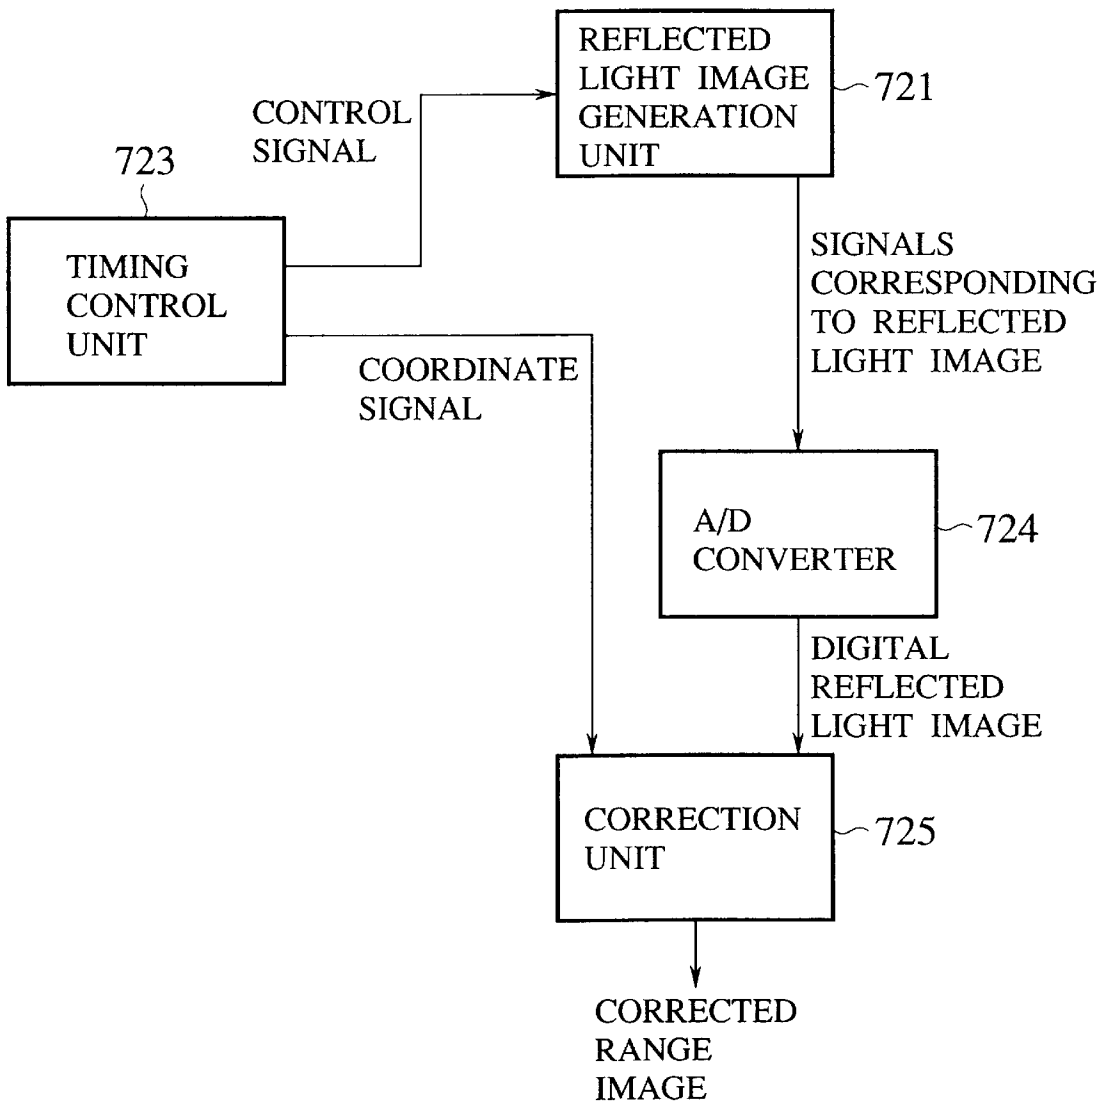 REFLECTED
LIGHT IMAGE
GENERATION
UNIT
721
CONTROL
SIGNAL
723
TIMING
CONTROL
UNIT
SIGNALS
CORRESPONDING
TO REFLECTED
LIGHT IMAGE
COORDINATE
SIGNAL
A/D
CONVERTER
724
DIGITAL
REFLECTED
LIGHT IMAGE
CORRECTION
UNIT
725
CORRECTED
RANGE
IMAGE